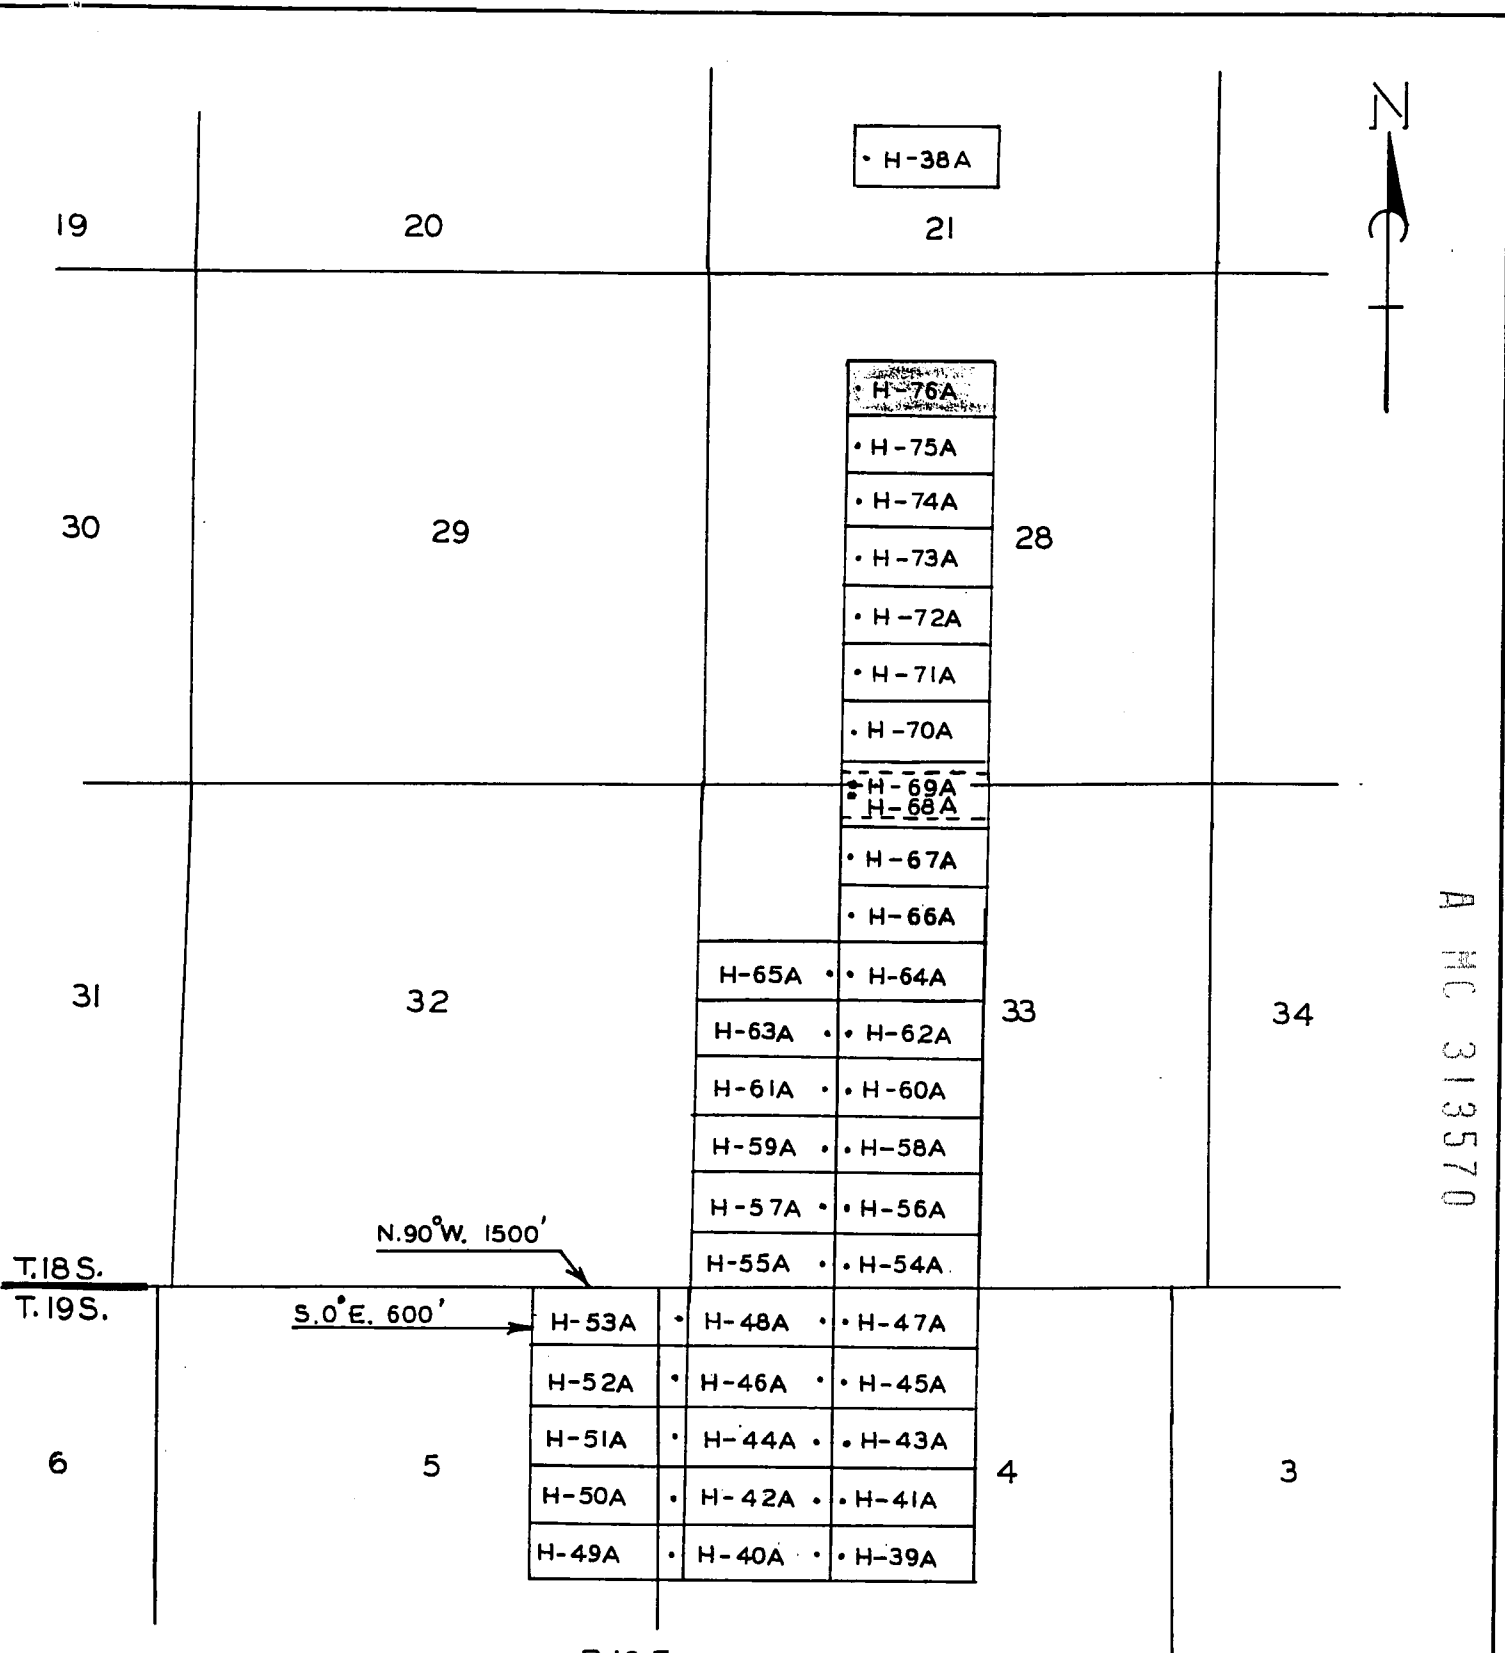 N
H-38A
19 20 21
H-76A
H-75A
H-74A
30 29 H-73A 28
H-72A
H-71A
H-70A
H-69A
H-68A
H-67A
H-66A
H-65A H-64A
31 32 H-63A H-62A 33 34
H-61A H-60A
H-59A H-58A
H-57A H-56A
N.90°W. 1500'
H-55A H-54A
T.18S.
T.19S.
S.0°E. 600' H-53A H-48A H-47A
H-52A H-46A H-45A
H-51A H-44A H-43A
6 5 4 3
H-50A H-42A H-41A
H-49A H-40A H-39A
A MC 313570